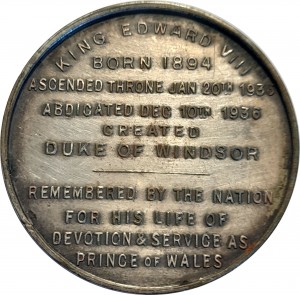 KING EDWARD VIII
BORN 1894
ASCENDED THRONE JAN 20TH 1936
ABDICATED DEC 10TH 1936
CREATED
DUKE OF WINDSOR
REMEMBERED BY THE NATION
FOR HIS LIFE OF
DEVOTION & SERVICE AS
PRINCE OF WALES